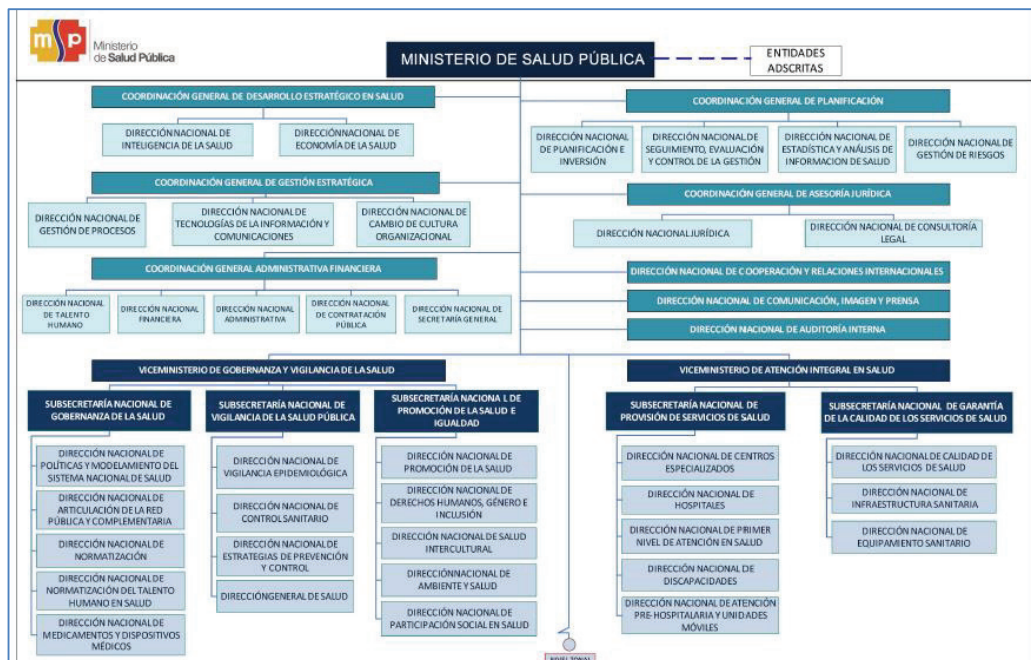 msp
Ministerio
de Salud Pública
MINISTERIO DE SALUD PÚBLICA
ENTIDADES
ADSCRITAS
COORDINACIÓN GENERAL DE DESARROLLO ESTRATÉGICO EN SALUD
DIRECCIÓN NACIONAL DE
INTELIGENCIA DE LA SALUD
DIRECCIÓN NACIONAL DE
ECONOMÍA DE LA SALUD
COORDINACIÓN GENERAL DE PLANIFICACIÓN
DIRECCIÓN NACIONAL
DE PLANIFICACIÓN E
INVERSIÓN
DIRECCIÓN NACIONAL DE
SEGUIMIENTO, EVALUACIÓN
Y CONTROL DE LA GESTIÓN
DIRECCIÓN NACIONAL DE
ESTADÍSTICA Y ANÁLISIS DE
INFORMACION DE SALUD
DIRECCIÓN NACIONAL DE
GESTIÓN DE RIESGOS
COORDINACIÓN GENERAL DE GESTIÓN ESTRATÉGICA
DIRECCIÓN NACIONAL DE
GESTIÓN DE PROCESOS
DIRECCIÓN NACIONAL DE
TECNOLOGÍAS DE LA INFORMACIÓN Y
COMUNICACIONES
DIRECCIÓN NACIONAL DE
CAMBIO DE CULTURA
ORGANIZACIONAL
COORDINACIÓN GENERAL DE ASESORÍA JURÍDICA
DIRECCIÓN NACIONAL JURÍDICA
DIRECCIÓN NACIONAL DE CONSULTORÍA
LEGAL
COORDINACIÓN GENERAL ADMINISTRATIVA FINANCIERA
DIRECCIÓN NACIONAL
DE TALENTO
HUMANO
DIRECCIÓN NACIONAL
FINANCIERA
DIRECCIÓN NACIONAL
ADMINISTRATIVA
DIRECCIÓN NACIONAL
DE CONTRATACIÓN
PÚBLICA
DIRECCIÓN NACIONAL DE
SECRETARÍA GENERAL
DIRECCIÓN NACIONAL DE COOPERACIÓN Y RELACIONES INTERNACIONALES
DIRECCIÓN NACIONAL DE COMUNICACIÓN, IMAGEN Y PRENSA
DIRECCIÓN NACIONAL DE AUDITORÍA INTERNA
VICEMINISTERIO DE GOBERNANZA Y VIGILANCIA DE LA SALUD
SUBSECRETARÍA NACIONAL DE
GOBERNANZA DE LA SALUD
DIRECCIÓN NACIONAL DE
POLÍTICAS Y MODELAMIENTO DEL
SISTEMA NACIONAL DE SALUD
DIRECCIÓN NACIONAL DE
ARTICULACIÓN DE LA RED
PÚBLICA Y COMPLEMENTARIA
DIRECCIÓN NACIONAL DE
NORMATIZACIÓN
DIRECCIÓN NACIONAL DE
NORMATIZACIÓN DEL TALENTO
HUMANO EN SALUD
DIRECCIÓN NACIONAL DE
MEDICAMENTOS Y DISPOSITIVOS
MÉDICOS
SUBSECRETARÍA NACIONAL DE
VIGILANCIA DE LA SALUD PÚBLICA
DIRECCIÓN NACIONAL DE
VIGILANCIA EPIDEMIOLÓGICA
DIRECCIÓN NACIONAL DE
CONTROL SANITARIO
DIRECCIÓN NACIONAL DE
ESTRATEGIAS DE PREVENCIÓN
Y CONTROL
DIRECCIÓN GENERAL DE SALUD
SUBSECRETARÍA NACIONA L DE
PROMOCIÓN DE LA SALUD E
IGUALDAD
DIRECCIÓN NACIONAL DE
PROMOCIÓN DE LA SALUD
DIRECCIÓN NACIONAL DE
DERECHOS HUMANOS, GÉNERO E
INCLUSIÓN
DIRECCIÓN NACIONAL DE SALUD
INTERCULTURAL
DIRECCIÓN NACIONAL DE
AMBIENTE Y SALUD
DIRECCIÓN NACIONAL DE
PARTICIPACIÓN SOCIAL EN SALUD
VICEMINISTERIO DE ATENCIÓN INTEGRAL EN SALUD
SUBSECRETARÍA NACIONAL DE
PROVISIÓN DE SERVICIOS DE SALUD
DIRECCIÓN NACIONAL DE CENTROS
ESPECIALIZADOS
DIRECCIÓN NACIONAL DE
HOSPITALES
DIRECCIÓN NACIONAL DE PIRIMER
NIVEL DE ATENCIÓN EN SALUD
DIRECCIÓN NACIONAL DE
DISCAPACIDADES
DIRECCIÓN NACIONAL DE ATENCIÓN
PRE-HOSPITALARIA Y UNIDADES
MÓVILES
SUBSECRETARÍA NACIONAL DE GARANTÍA
DE LA CALIDAD DE LOS SERVICIOS DE SALUD
DIRECCIÓN NACIONAL DE CALIDAD DE
LOS SERVICIOS DE SALUD
DIRECCIÓN NACIONAL DE
INFRAESTRUCTURA SANITARIA
DIRECCIÓN NACIONAL DE
EQUIPAMIENTO SANITARIO
NIVEL ZONAL